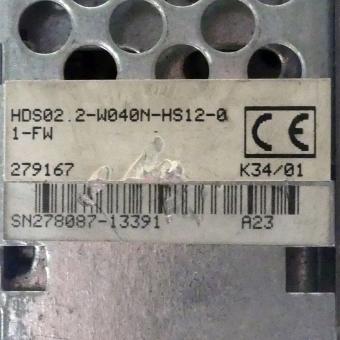 HDS02.2-W040N-HS12-0
1-FW
CE
279167 K34/01
SN278087-13391 A23